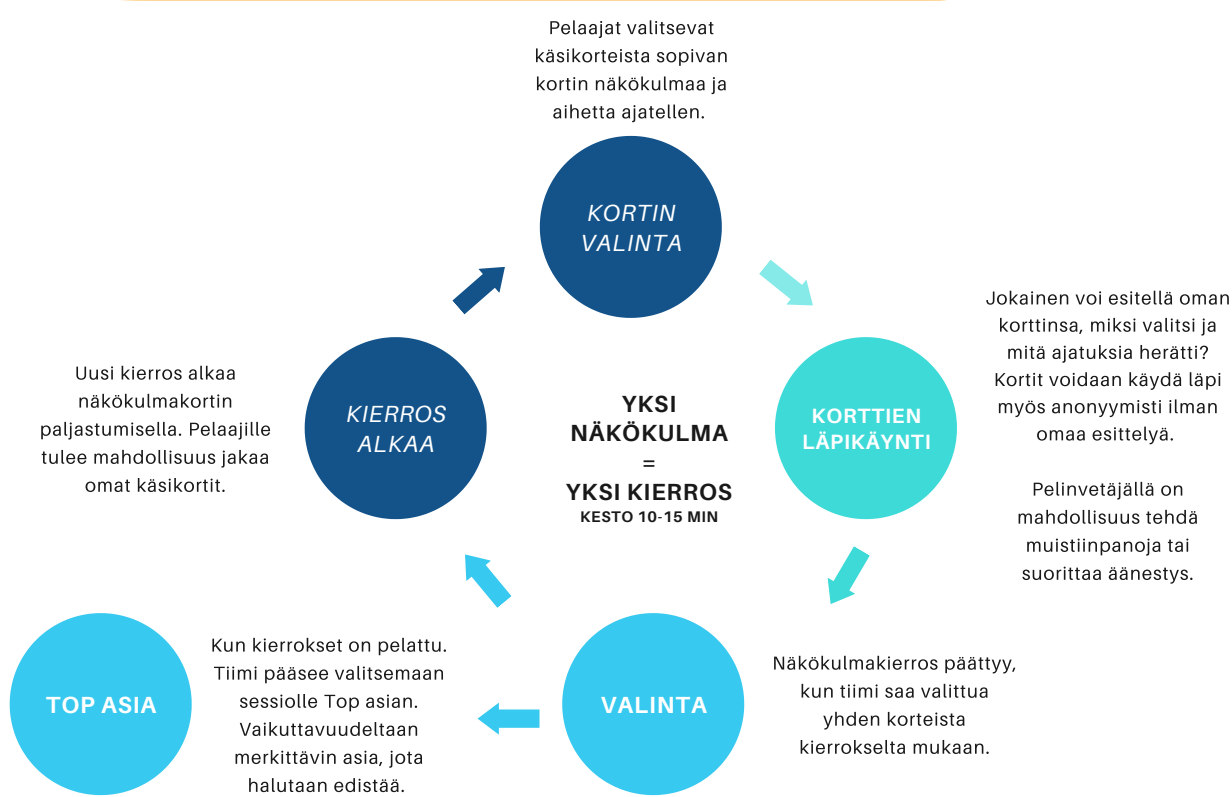 Pelaajat valitsevat
käsikorteista sopivan
kortin näkökulmaa ja
aihetta ajatellen.
KORTIN
VALINTA
Jokainen voi esitellä oman
korttinsa, miksi valitsi ja
mitä ajatuksia herätti?
Kortit voidaan käydä läpi
myös anonyymisti ilman
omaa esittelyä.
Pelinvetäjällä on
mahdollisuus tehdä
muistiinpanoja tai
suorittaa äänestys.
KORTTIEN
LÄPIKÄYNTI
YKSI
NÄKÖKULMA
=
YKSI KIERROS
KESTO 10-15 MIN
KIERROS
ALKAA
Uusi kierros alkaa
näkökulmakortin
paljastumisella. Pelaajille
tulee mahdollisuus jakaa
omat käsikortit.
Näkökulmakierros päättyy,
kun tiimi saa valittua
yhden korteista
kierrokselta mukaan.
VALINTA
Kun kierrokset on pelattu.
Tiimi pääsee valitsemaan
sessiolle Top asian.
Vaikuttavuudeltaan
merkittävin asia, jota
halutaan edistää.
TOP ASIA